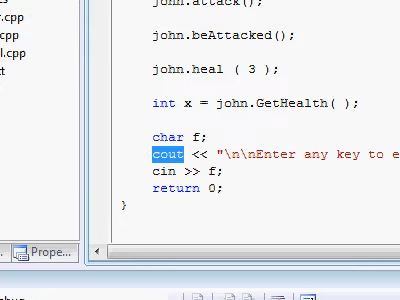 john.attack();
r.cpp
john.beAttacked();
.cpp
l.cpp
john.heal ( 3 );
int x = john.GetHealth( );
char f;
cout << "\n\nEnter any key to e
cin >> f;
return 0;
}
Prope...